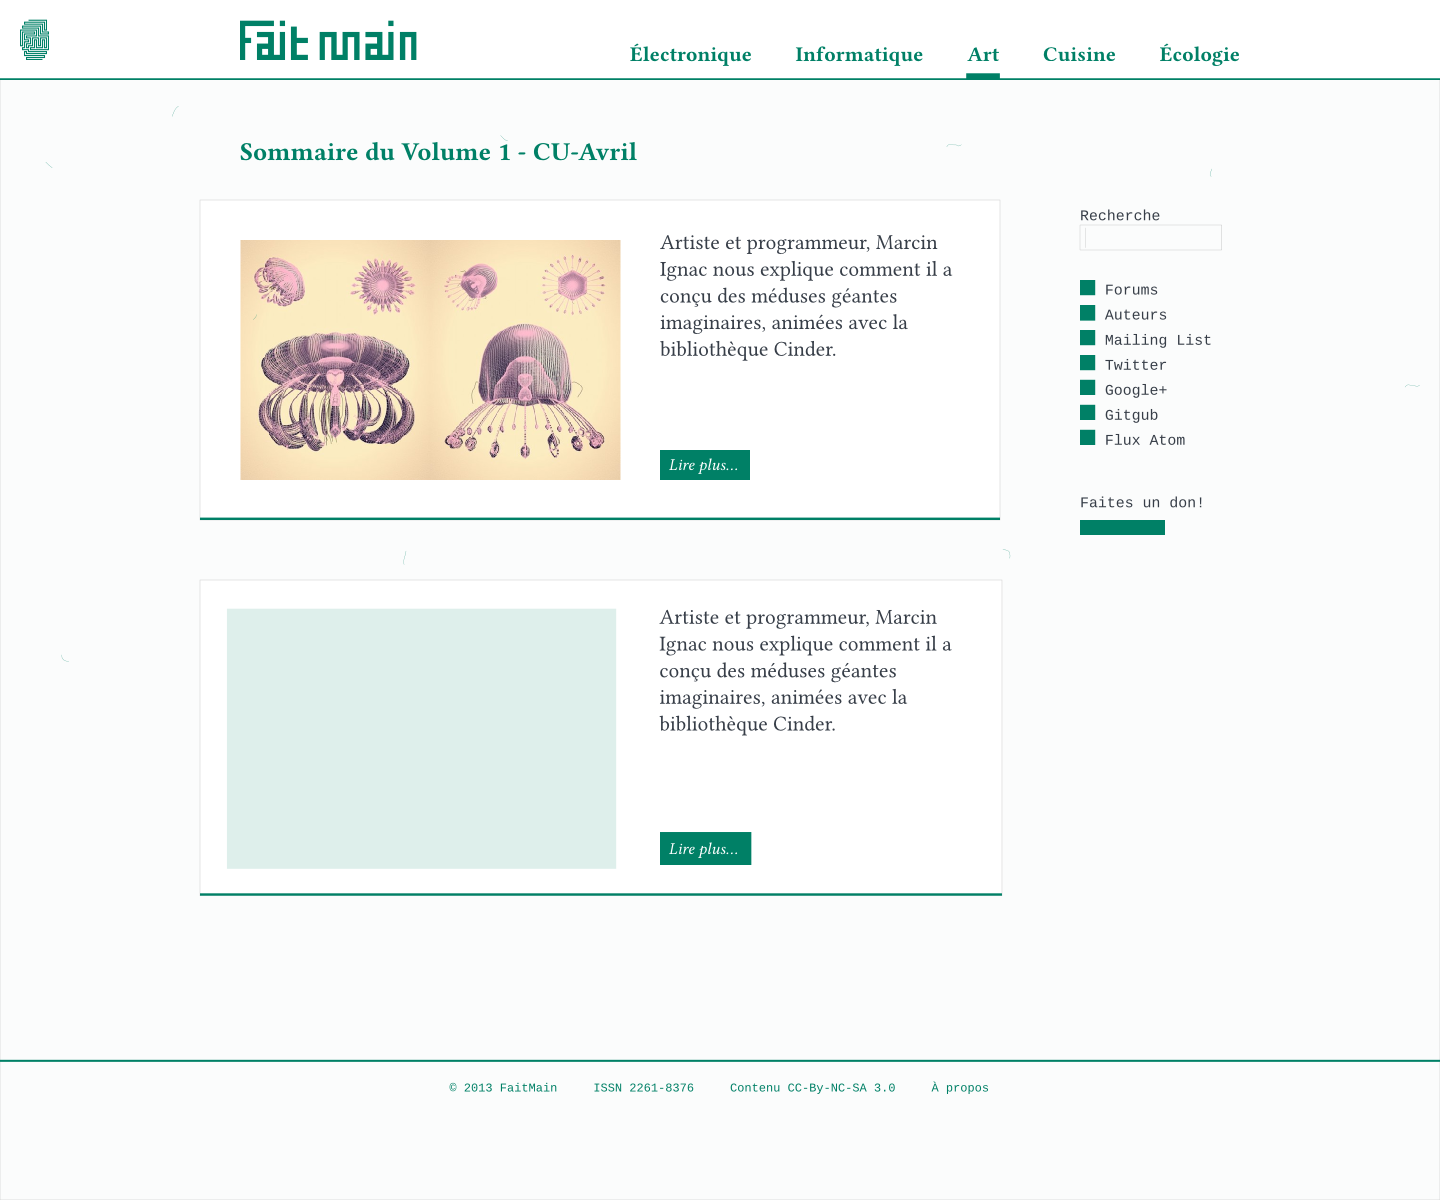 Fait main
Électronique Informatique Art Cuisine Écologie
Sommaire du Volume 1 - CU-Avril
Artiste et programmeur, Marcin
Ignac nous explique comment il a
conçu des méduses géantes
imaginaires, animées avec la
bibliothèque Cinder.
Lire plus...
Artiste et programmeur, Marcin
Ignac nous explique comment il a
conçu des méduses géantes
imaginaires, animées avec la
bibliothèque Cinder.
Lire plus...
Recherche
Forums
Auteurs
Mailing List
Twitter
Google+
Gitgub
Flux Atom
Faites un don!
© 2013 FaitMain ISSN 2261-8376 Contenu CC-By-NC-SA 3.0 À propos